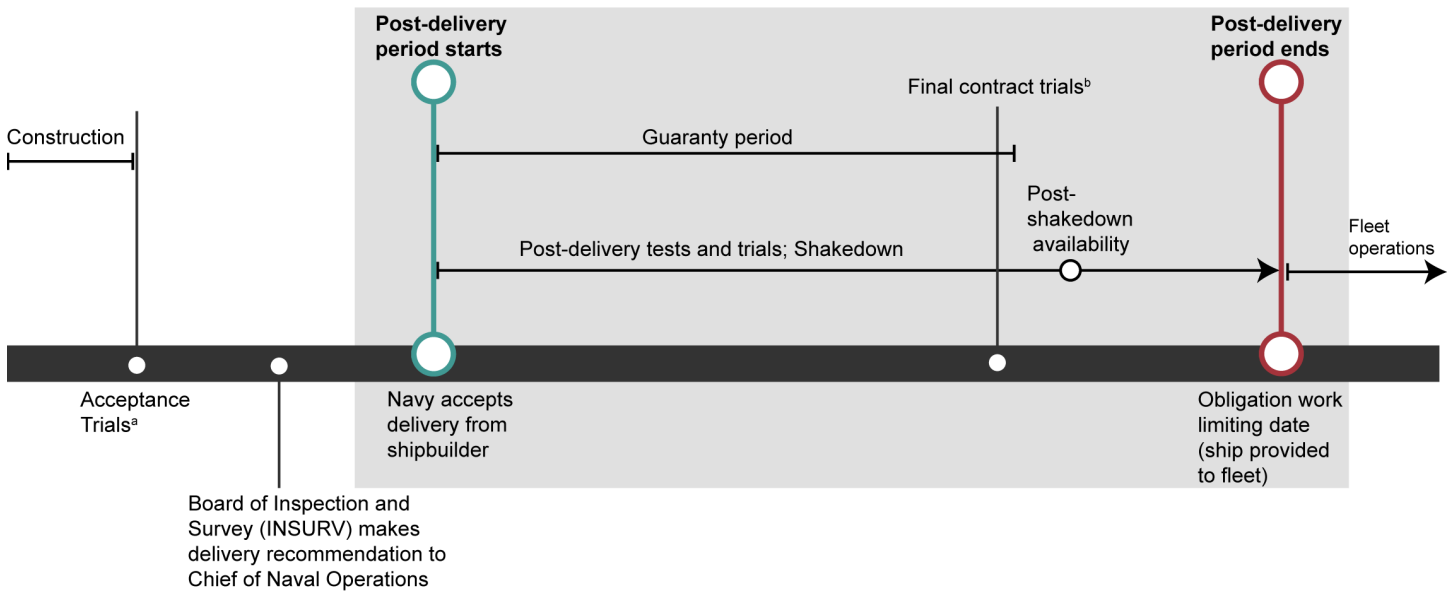 Post-delivery
period starts
Post-delivery
period ends
Final contract trialsᵇ
Construction
Guaranty period
Post-
shakedown
availability
Post-delivery tests and trials; Shakedown
Fleet
operations
Acceptance
Trialsᵃ
Navy accepts
delivery from
shipbuilder
Obligation work
limiting date
(ship provided
to fleet)
Board of Inspection and
Survey (INSURV) makes
delivery recommendation to
Chief of Naval Operations